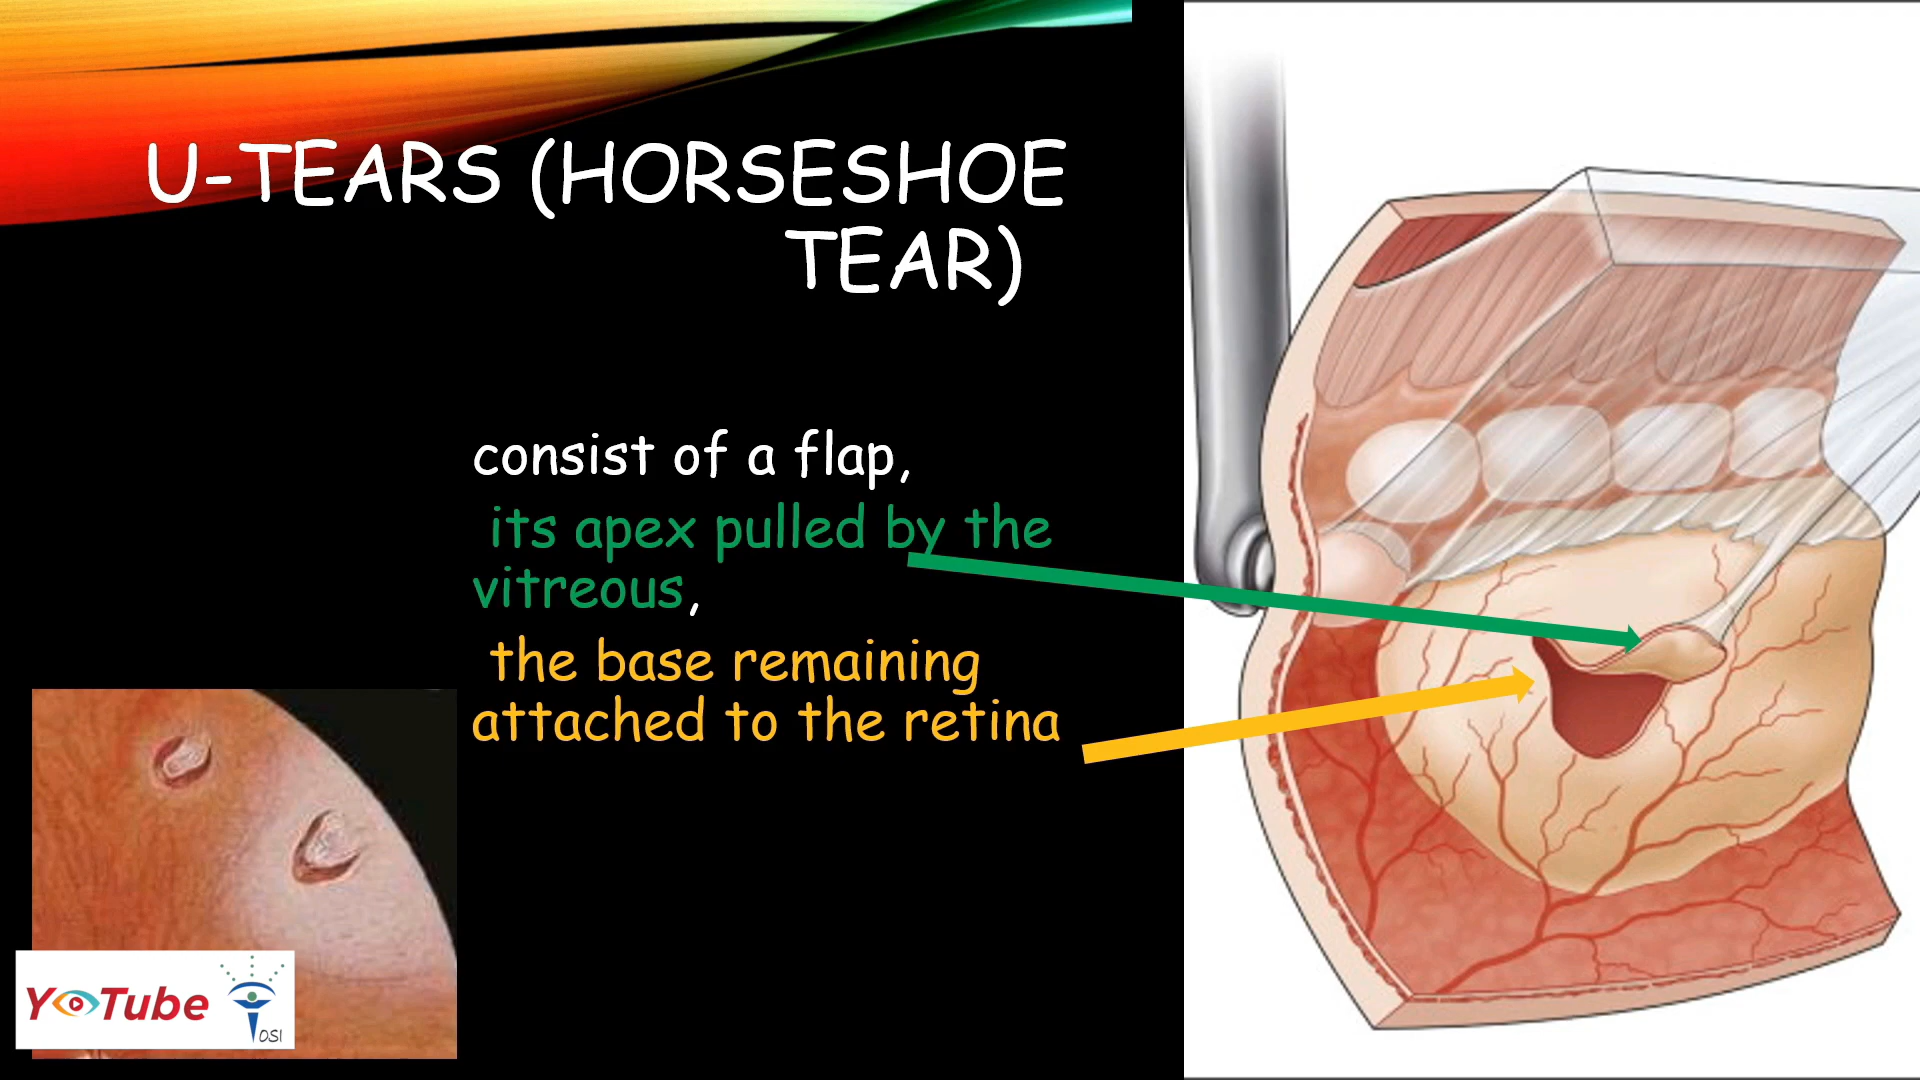 U-TEARS (HORSESHOE
TEAR)
consist of a flap,
its apex pulled by the
vitreous,
the base remaining
attached to the retina
YoTube
OSI